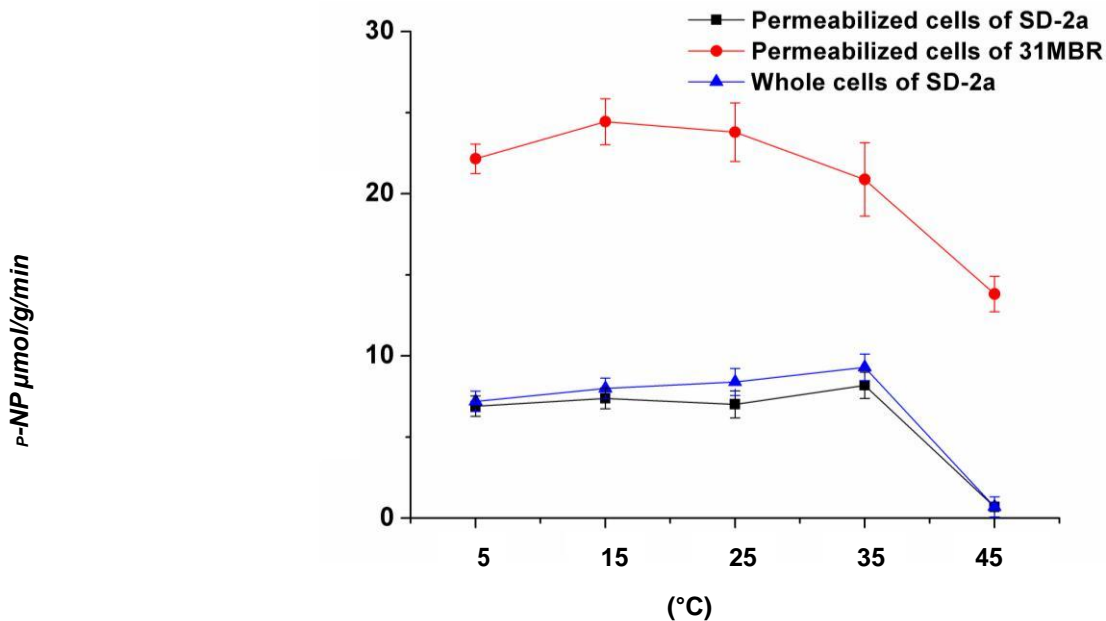 Permeabilized cells of SD-2a
Permeabilized cells of 31MBR
Whole cells of SD-2a
30
20
10
0
P-NP µmol/g/min
5 15 25 35 45
(°C)